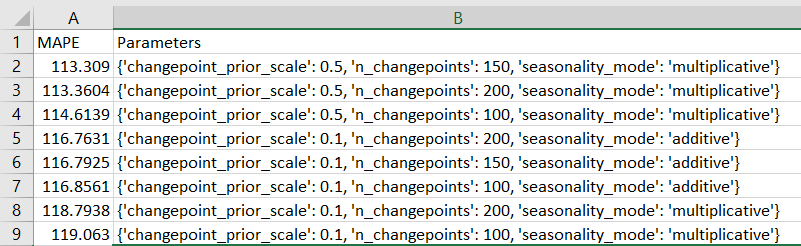 A B
1 MAPE Parameters
2 113.309 {'changepoint_prior_scale': 0.5, 'n_changepoints': 150, 'seasonality_mode': 'multiplicative'}
3 113.3604 {'changepoint_prior_scale': 0.5, 'n_changepoints': 200, 'seasonality_mode': 'multiplicative'}
4 114.6139 {'changepoint_prior_scale': 0.5, 'n_changepoints': 100, 'seasonality_mode': 'multiplicative'}
5 116.7631 {'changepoint_prior_scale': 0.1, 'n_changepoints': 200, 'seasonality_mode': 'additive'}
6 116.7925 {'changepoint_prior_scale': 0.1, 'n_changepoints': 150, 'seasonality_mode': 'additive'}
7 116.8561 {'changepoint_prior_scale': 0.1, 'n_changepoints': 100, 'seasonality_mode': 'additive'}
8 118.7938 {'changepoint_prior_scale': 0.1, 'n_changepoints': 200, 'seasonality_mode': 'multiplicative'}
9 119.063 {'changepoint_prior_scale': 0.1, 'n_changepoints': 100, 'seasonality_mode': 'multiplicative'}